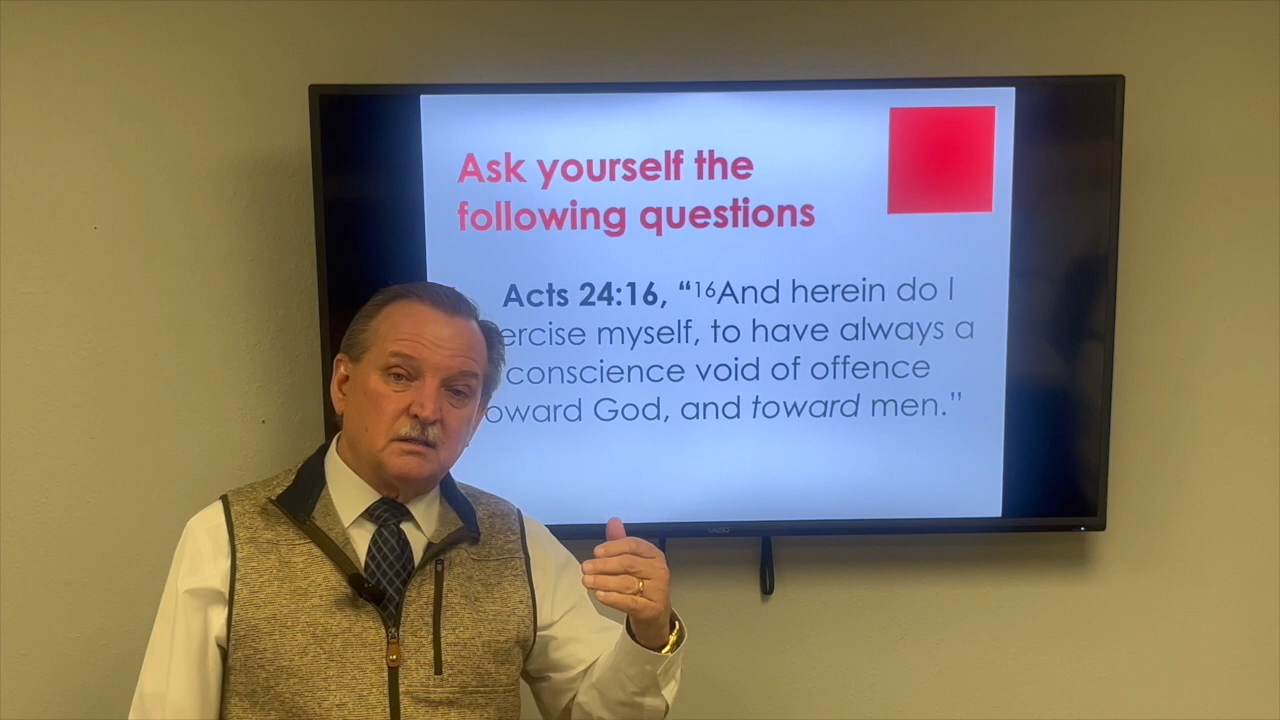 Ask yourself the
following questions
Acts 24:16, “16And herein do I
ercise myself, to have always a
conscience void of offence
oward God, and toward men.”
VIZIO